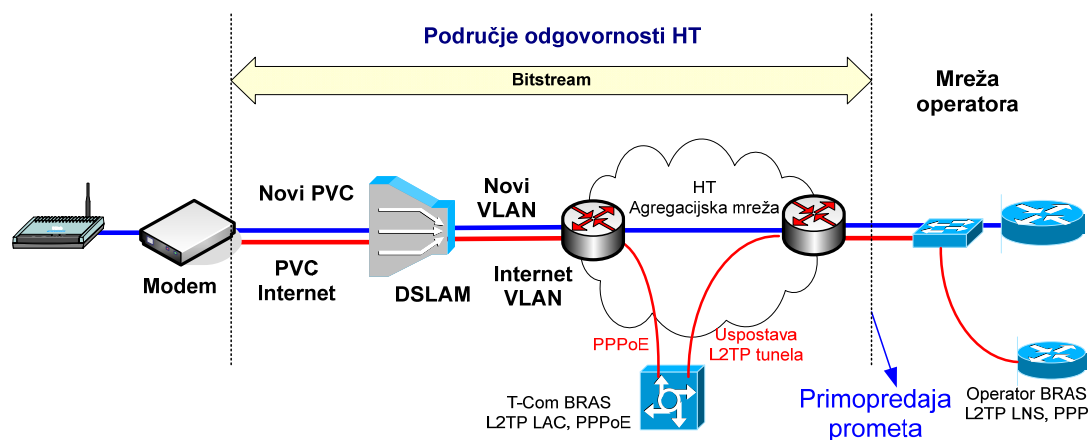 Područje odgovornosti HT
Bitstream
Mreža
operatora
Novi PVC
Novi
VLAN
HT
Agregacijska mreža
Modem
PVC
Internet
DSLAM
Internet
VLAN
PPPoE
Uspostava
L2TP tunela
T-Com BRAS
L2TP LAC, PPPoE
Primopredaja
prometa
Operator BRAS
L2TP LNS, PPP